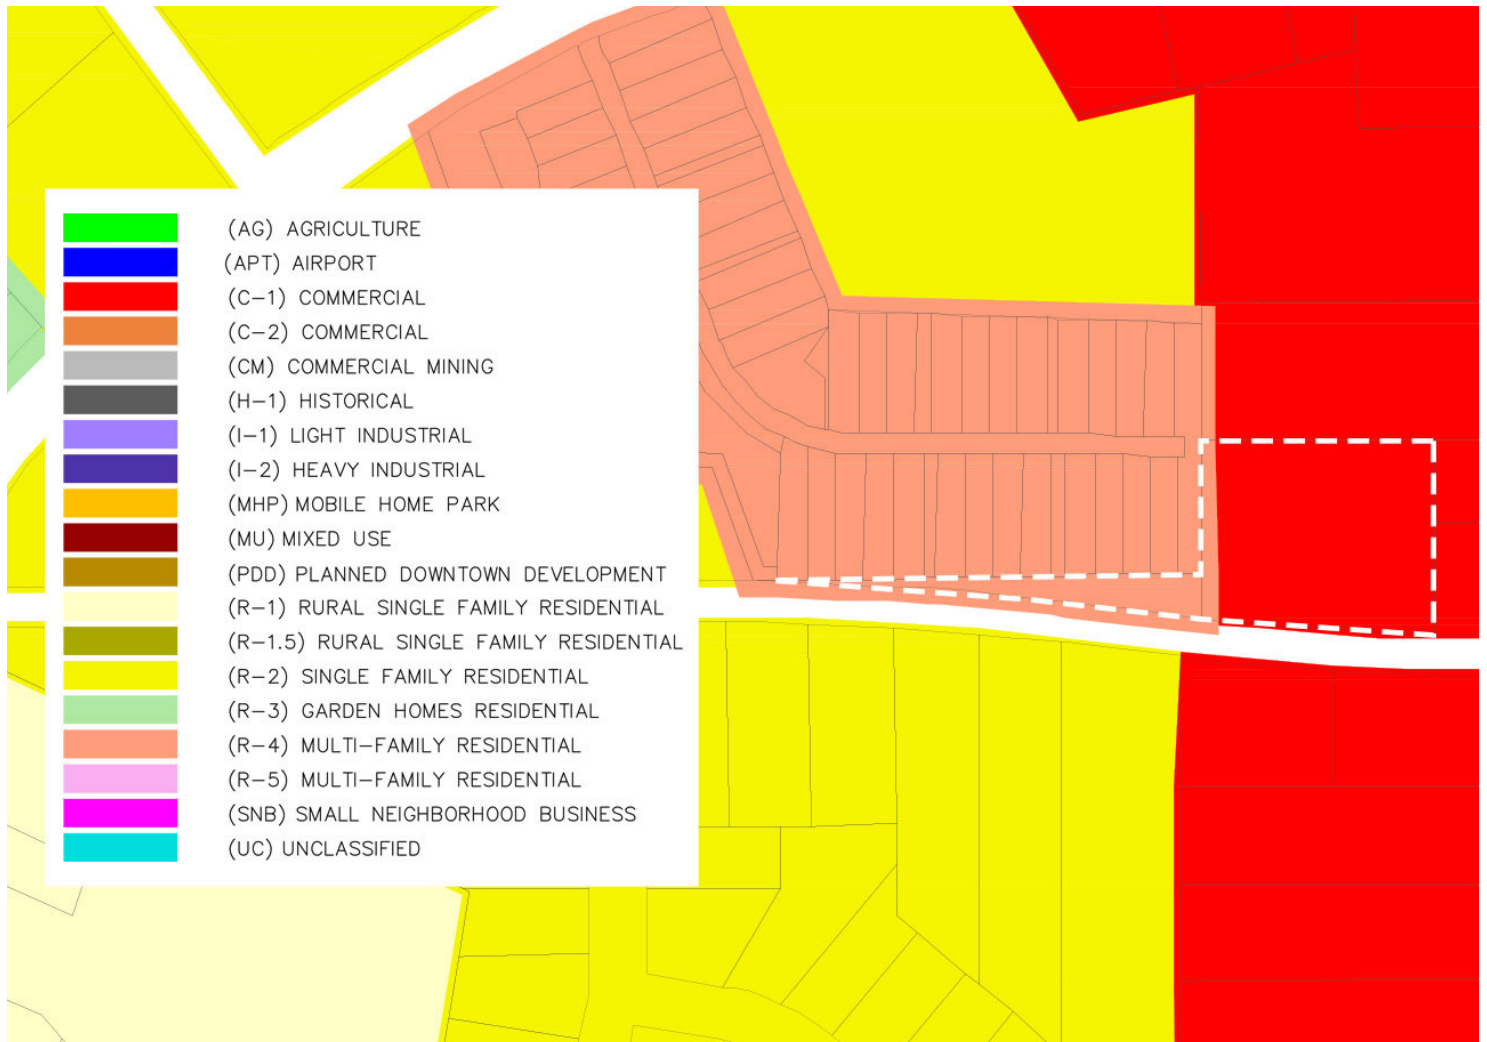 (AG) AGRICULTURE
(APT) AIRPORT
(C-1) COMMERCIAL
(C-2) COMMERCIAL
(CM) COMMERCIAL MINING
(H-1) HISTORICAL
(I-1) LIGHT INDUSTRIAL
(I-2) HEAVY INDUSTRIAL
(MHP) MOBILE HOME PARK
(MU) MIXED USE
(PDD) PLANNED DOWNTOWN DEVELOPMENT
(R-1) RURAL SINGLE FAMILY RESIDENTIAL
(R-1.5) RURAL SINGLE FAMILY RESIDENTIAL
(R-2) SINGLE FAMILY RESIDENTIAL
(R-3) GARDEN HOMES RESIDENTIAL
(R-4) MULTI-FAMILY RESIDENTIAL
(R-5) MULTI-FAMILY RESIDENTIAL
(SNB) SMALL NEIGHBORHOOD BUSINESS
(UC) UNCLASSIFIED